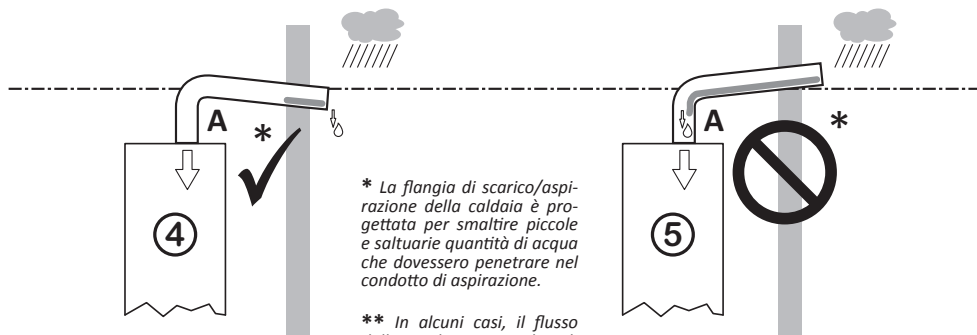 A
*
4
* La flangia di scarico/aspi-
razione della caldaia è pro-
gettata per smaltire piccole
e saltuarie quantità di acqua
che dovessero penetrare nel
condotto di aspirazione.
** In alcuni casi, il flusso
A
*
5